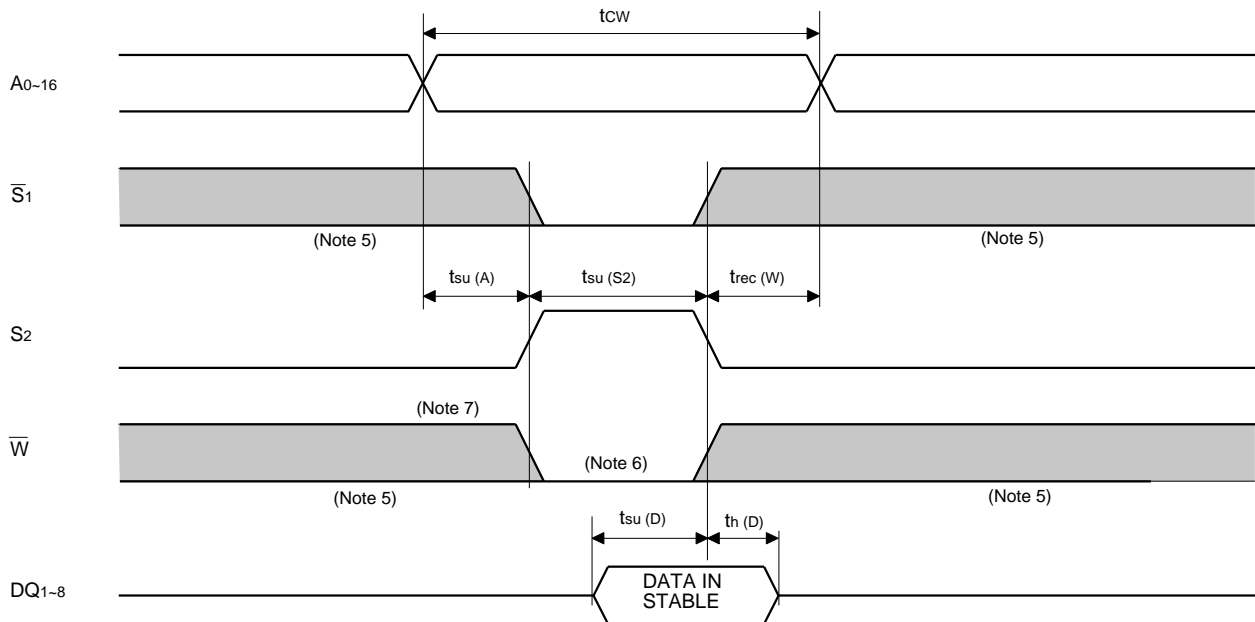 tCW
A0~16
S1
(Note 5)
(Note 5)
tsu (A)
tsu (S2)
trec (W)
S2
(Note 7)
W
(Note 6)
(Note 5)
(Note 5)
tsu (D)
th (D)
DQ1~8
DATA IN
STABLE